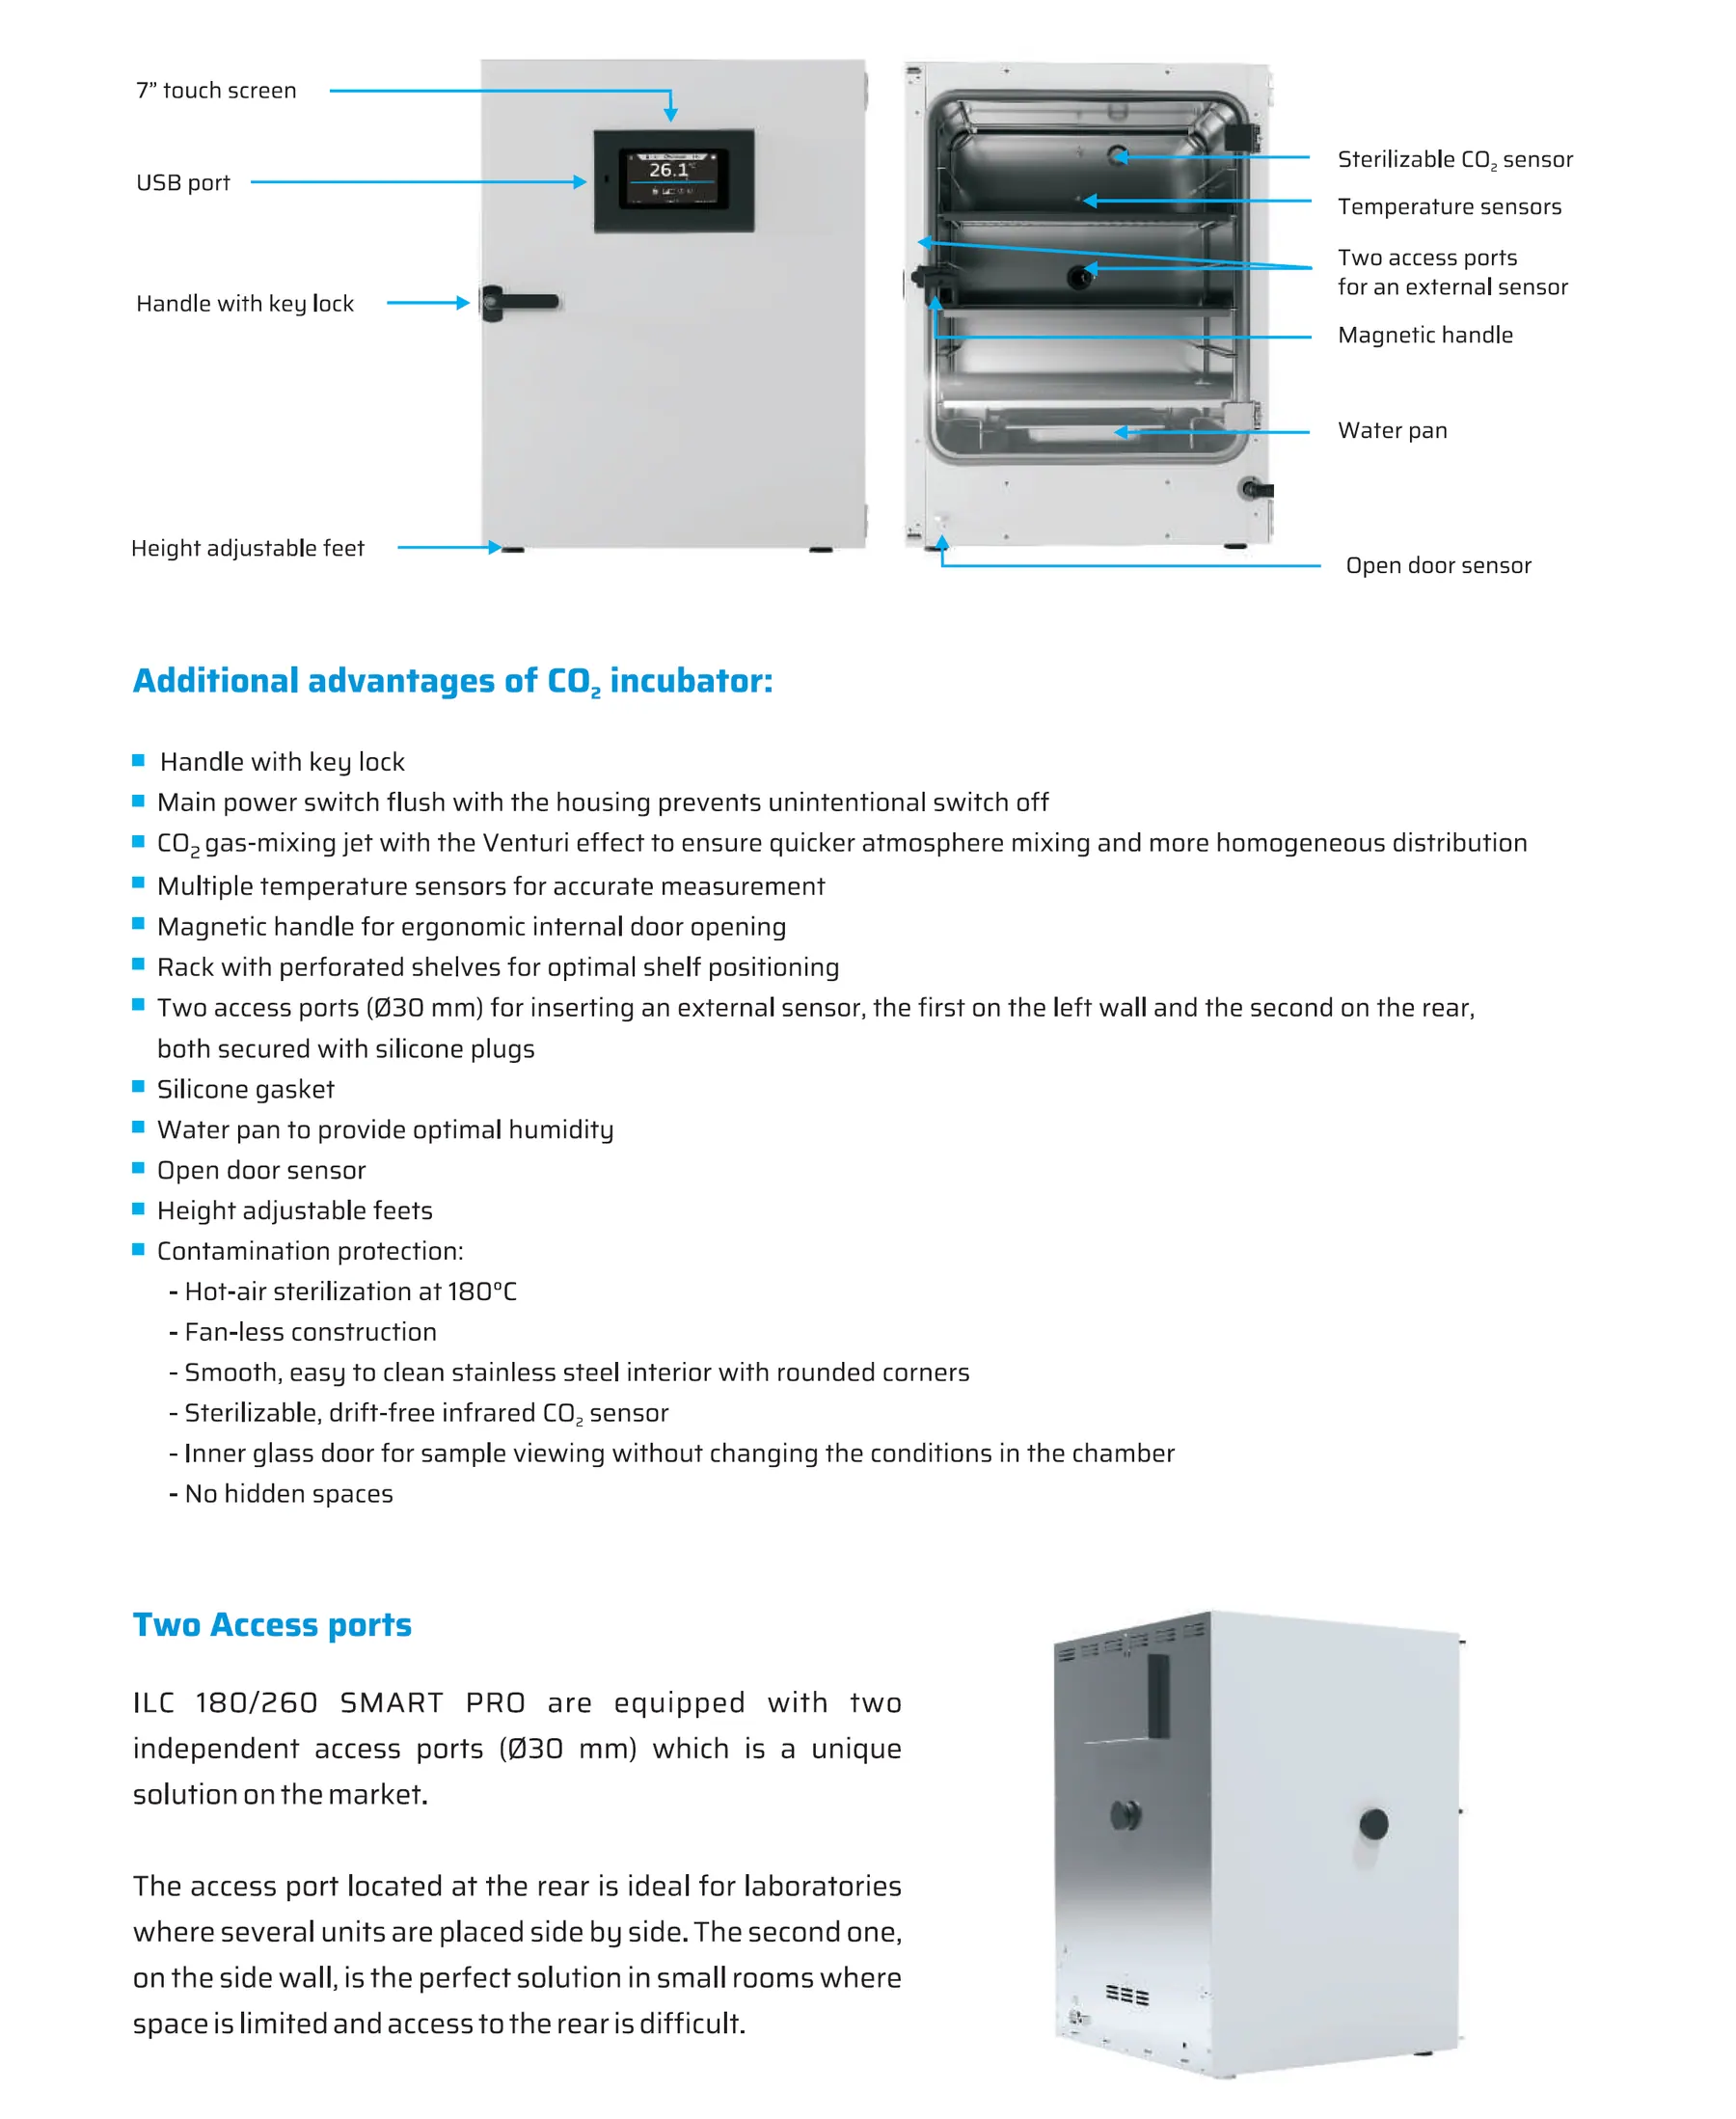 7” touch screen
USB port
26.1
Handle with key lock
Height adjustable feet
Sterilizable CO₂ sensor
Temperature sensors
Two access ports
for an external sensor
Magnetic handle
Water pan
Open door sensor
Additional advantages of CO₂ incubator:
Handle with key lock
Main power switch flush with the housing prevents unintentional switch off
CO₂ gas-mixing jet with the Venturi effect to ensure quicker atmosphere mixing and more homogeneous distribution
Multiple temperature sensors for accurate measurement
Magnetic handle for ergonomic internal door opening
Rack with perforated shelves for optimal shelf positioning
Two access ports (Ø30 mm) for inserting an external sensor, the first on the left wall and the second on the rear,
both secured with silicone plugs
Silicone gasket
Water pan to provide optimal humidity
Open door sensor
Height adjustable feets
Contamination protection:
- Hot-air sterilization at 180ºC
- Fan-less construction
- Smooth, easy to clean stainless steel interior with rounded corners
- Sterilizable, drift-free infrared CO₂ sensor
- Inner glass door for sample viewing without changing the conditions in the chamber
- No hidden spaces
Two Access ports
ILC 180/260 SMART PRO are equipped with two
independent access ports (Ø30 mm) which is a unique
solution on the market.
The access port located at the rear is ideal for laboratories
where several units are placed side by side. The second one,
on the side wall, is the perfect solution in small rooms where
space is limited and access to the rear is difficult.